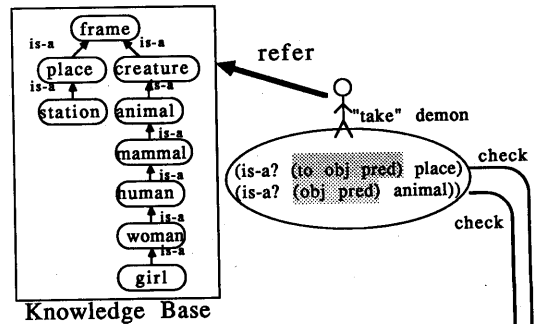 frame
is-a is-a
place creature
is-a is-a
station animal
is-a
mammal
is-a
human
is-a
woman
is-a
girl
Knowledge Base
refer
"take" demon
(is-a? (to obj pred) place)
(is-a? (obj pred) animal))
check
check